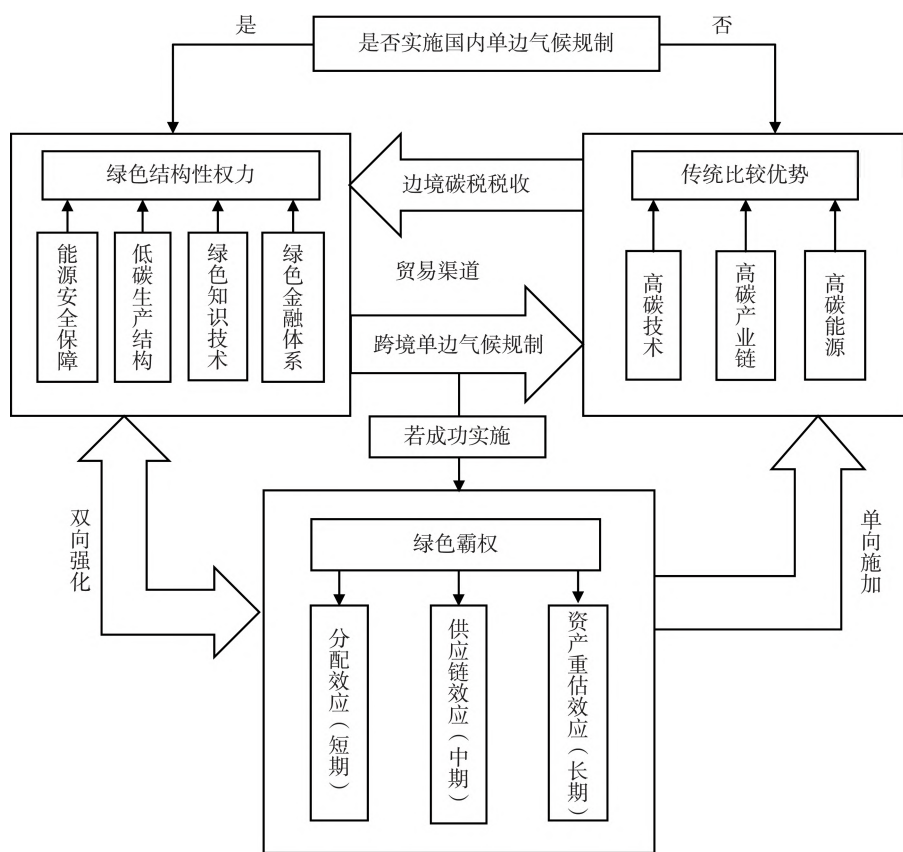 是
是否实施国内单边气候规制
否
绿色结构性权力
边境碳税税收
传统比较优势
能源安全保障
低碳生产结构
绿色知识技术
绿色金融体系
贸易渠道
高碳技术
高碳产业链
高碳能源
跨境单边气候规制
若成功实施
双向强化
绿色霸权
单向施加
分配效应（短期）
供应链效应（中期）
资产重估效应（长期）